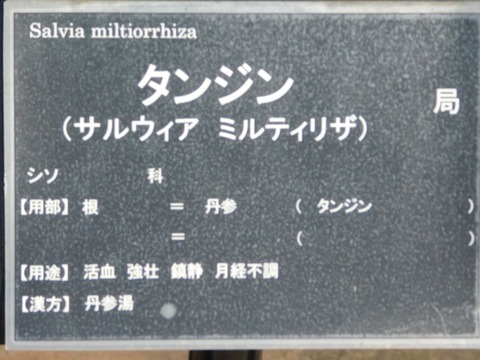 Salvia miltiorrhiza
タンジン 局
（サルウィア ミルティリザ）
シソ 科
【用部】 根 ＝ 丹参 （ タンジン ）
＝ （ ）
【用途】 活血 強壮 鎮静 月経不調
【漢方】 丹参湯